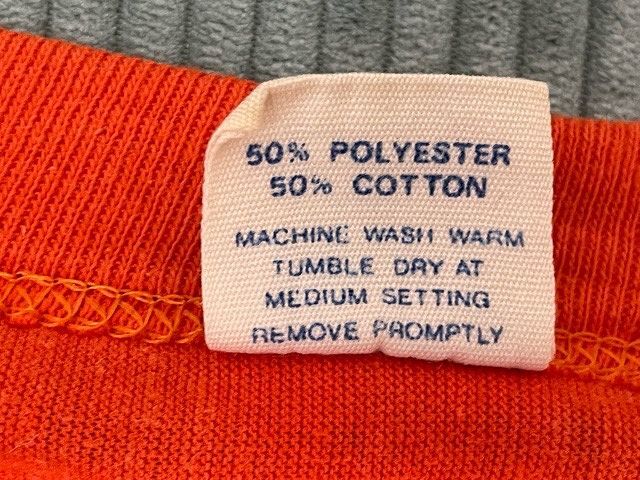 50% POLYESTER
50% COTTON
MACHINE WASH WARM
TUMBLE DRY AT
MEDIUM SETTING
REMOVE PROMPTLY